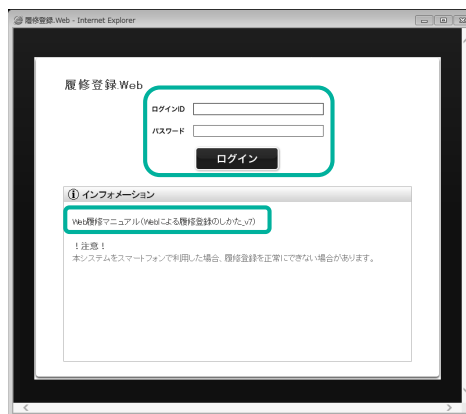 履修登録.Web - Internet Explorer
履修登録.Web
ログインID
パスワード
ログイン
インフォメーション
Web履修マニュアル(Webによる履修登録のしかた_v7)
！注意！
本システムをスマートフォンで利用した場合、履修登録を正常にできない場合があります。